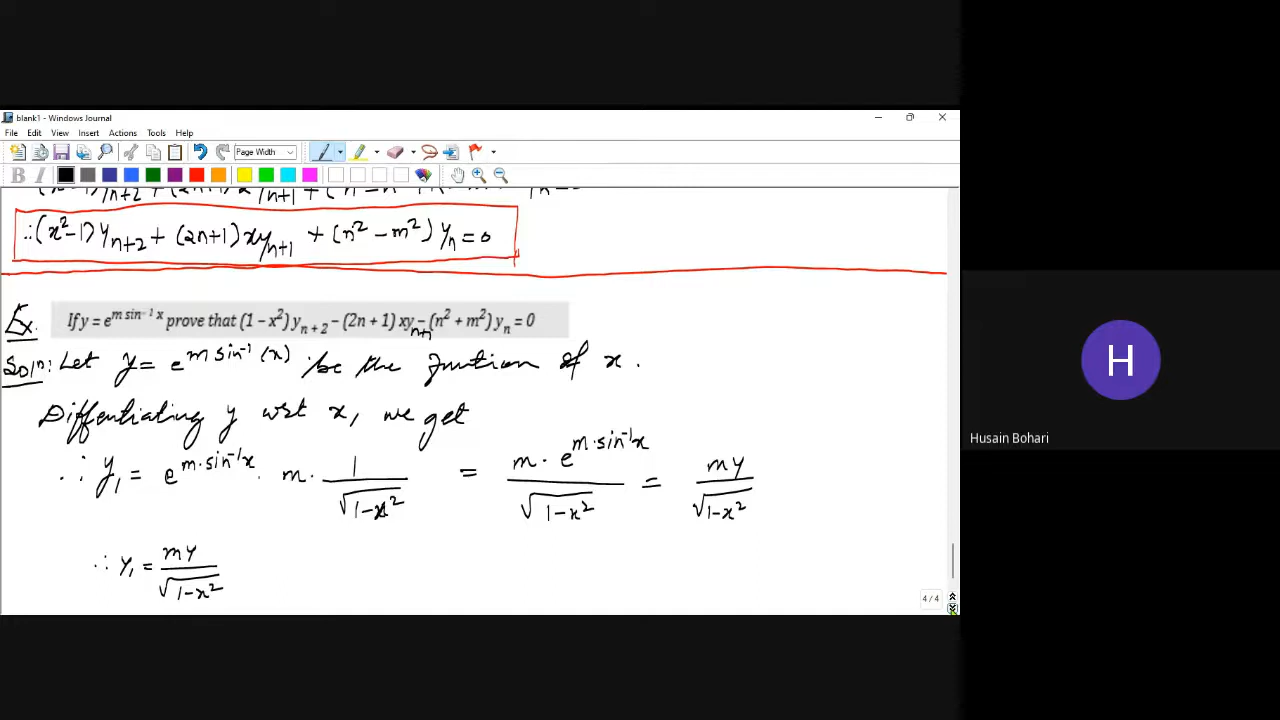 blank1 - Windows Journal
File Edit View Insert Actions Tools Help
Page Width
B I
∴(x²-1) yₙ₊₂ + (2n+1) xyₙ₊₁ + (n² - m²) yₙ = 0
Ex. If y = e^(m sin⁻¹ x) prove that (1 - x²) yₙ₊₂ - (2n + 1) xyₙ₊₁ - (n² + m²) yₙ = 0
Solⁿ: Let y = e^(m sin⁻¹(x)) be the function of x.
Diffentiating y wrt x, we get
∴ y₁ = e^(m·sin⁻¹x) · m · 1/√(1-x²) = m · e^(m·sin⁻¹x)/√(1-x²) = my/√(1-x²)
∴ y₁ = my/√(1-x²)
4 / 4
H
Husain Bohari